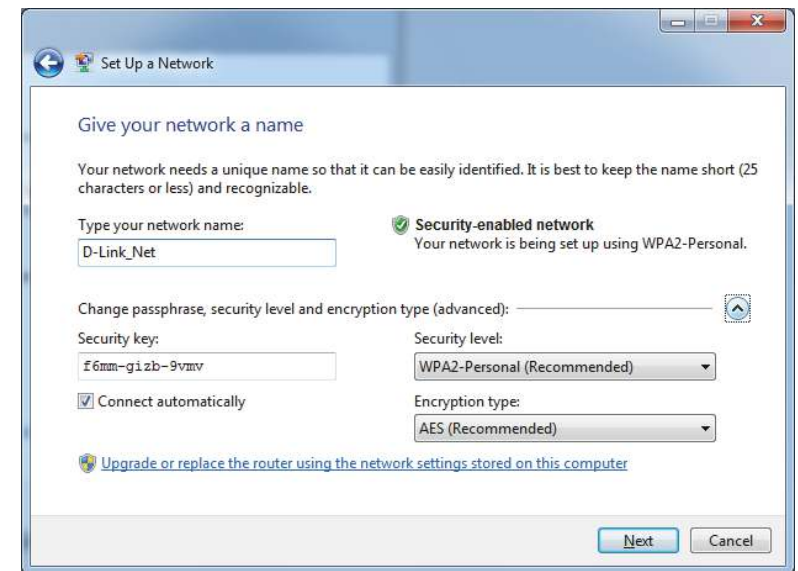 Set Up a Network
Give your network a name
Your network needs a unique name so that it can be easily identified. It is best to keep the name short (25
characters or less) and recognizable.
Type your network name:
D-Link_Net
Security-enabled network
Your network is being set up using WPA2-Personal.
Change passphrase, security level and encryption type (advanced):
Security key:
f6mm-gizb-9vmv
Security level:
WPA2-Personal (Recommended)
Connect automatically
Encryption type:
AES (Recommended)
Upgrade or replace the router using the network settings stored on this computer
Next
Cancel